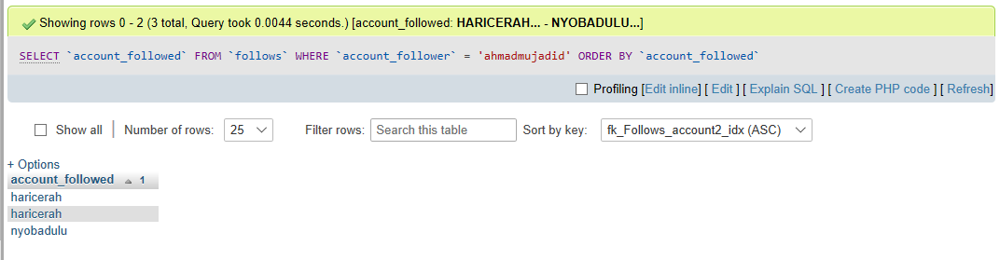 Showing rows 0 - 2 (3 total, Query took 0.0044 seconds.) [account_followed: HARICERAH... - NYOBADULU...]
SELECT `account_followed` FROM `follows` WHERE `account_follower` = 'ahmadmujadid' ORDER BY `account_followed`
Profiling [Edit inline] [ Edit ] [ Explain SQL ] [ Create PHP code ] [ Refresh]
Show all | Number of rows: 25 Filter rows: Search this table Sort by key: fk_Follows_account2_idx (ASC)
+ Options
account_followed 1
haricerah
haricerah
nyobadulu